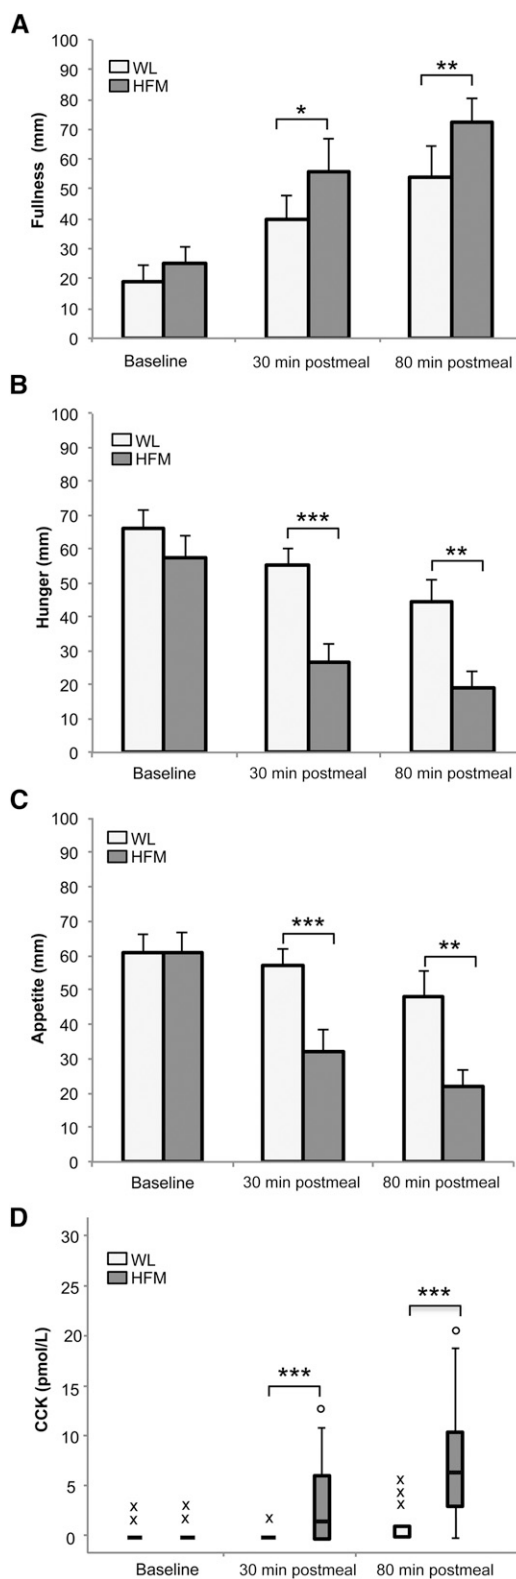 A
100
90
80
70
60
50
40
30
20
10
0
Fullness (mm)
WL
HFM
*
**
Baseline
30 min postmeal
80 min postmeal
B
100
90
80
70
60
50
40
30
20
10
0
Hunger (mm)
WL
HFM
***
**
Baseline
30 min postmeal
80 min postmeal
C
100
90
80
70
60
50
40
30
20
10
0
Appetite (mm)
WL
HFM
***
**
Baseline
30 min postmeal
80 min postmeal
D
30
25
20
15
10
5
0
CCK (pmol/L)
WL
HFM
***
***
x
x
x
x
x
x
x
x
Baseline
30 min postmeal
80 min postmeal